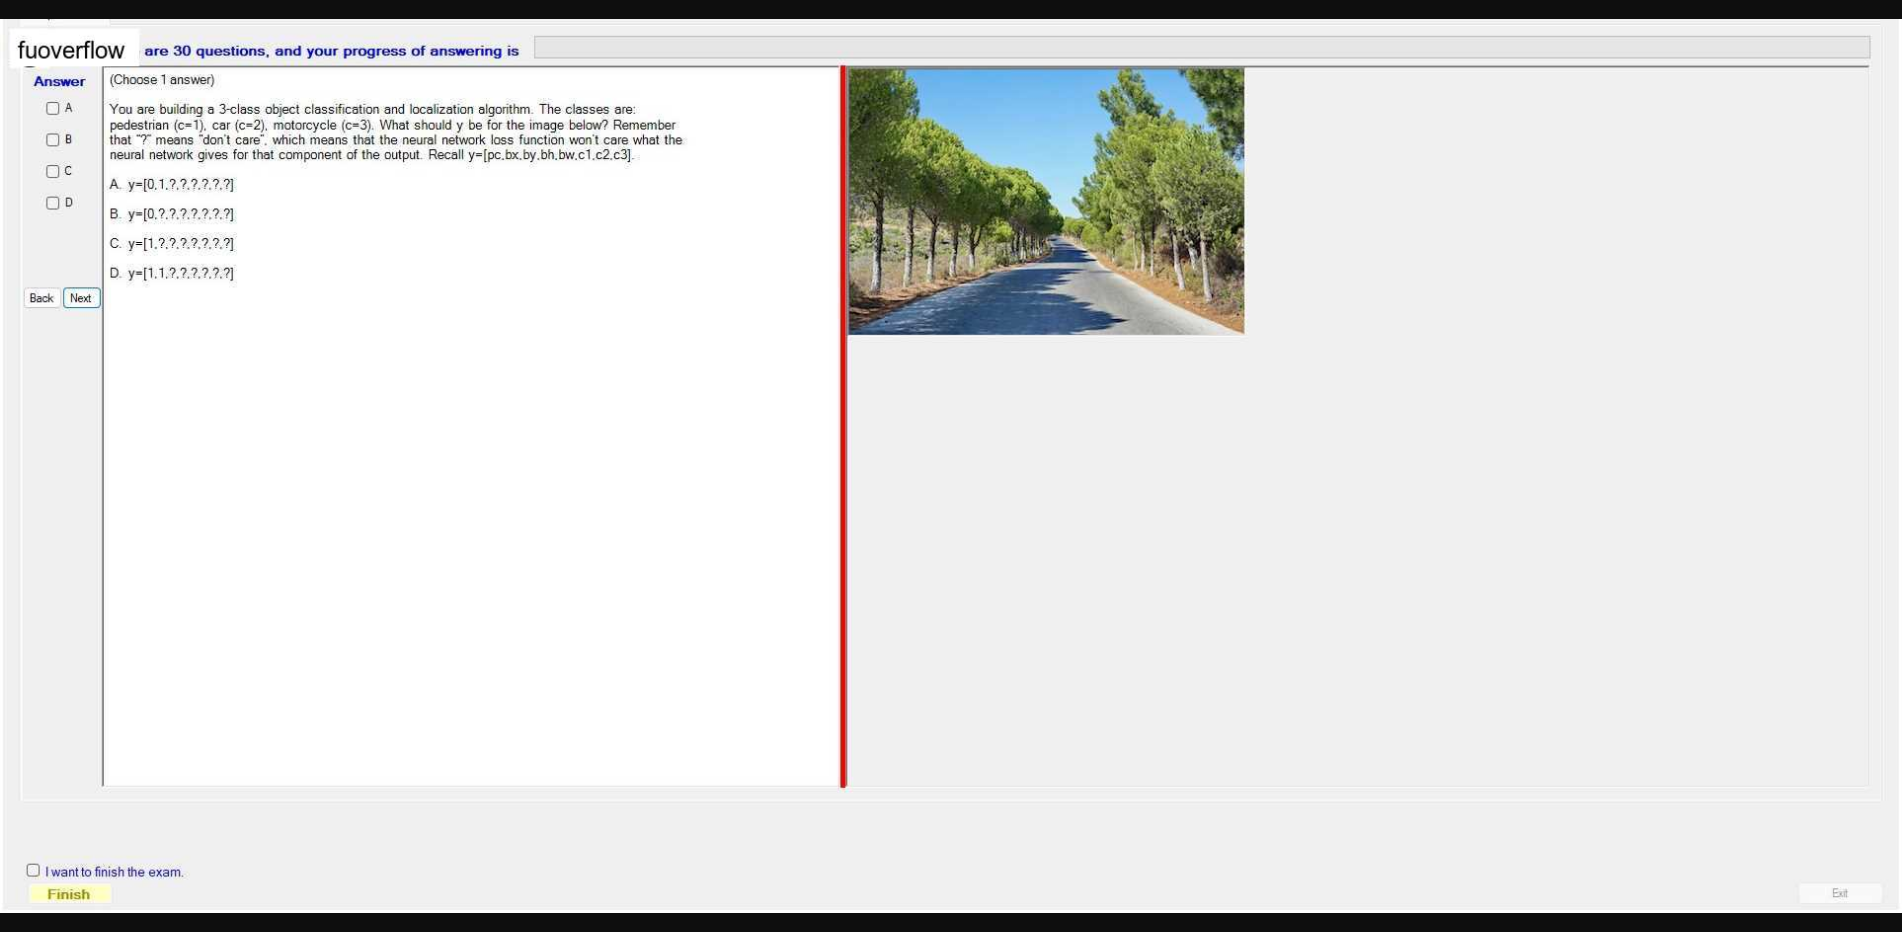 fuoverflow are 30 questions, and your progress of answering is
Answer
A
B
C
D
Back Next
(Choose 1 answer)
You are building a 3-class object classification and localization algorithm. The classes are:
pedestrian (c=1), car (c=2), motorcycle (c=3). What should y be for the image below? Remember
that "?" means "don't care", which means that the neural network loss function won't care what the
neural network gives for that component of the output. Recall y=[pc,bx,by,bh,bw,c1,c2,c3].
A. y=[0,1,?,?,?,?,?,?]
B. y=[0,?,?,?,?,?,?,?]
C. y=[1,?,?,?,?,?,?,?]
D. y=[1,1,?,?,?,?,?,?]
I want to finish the exam.
Finish
Exit